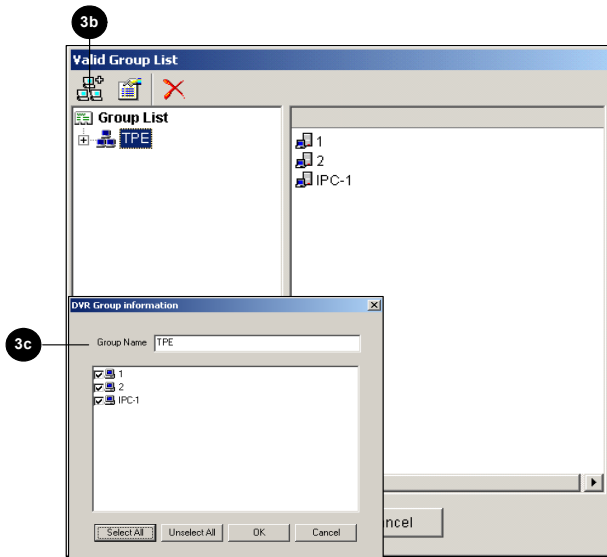 3b
Valid Group List
Group List
TPE
1
2
IPC-1
DVR Group information
3c
Group Name TPE
1
2
IPC-1
Select All Unselect All OK Cancel
ncel